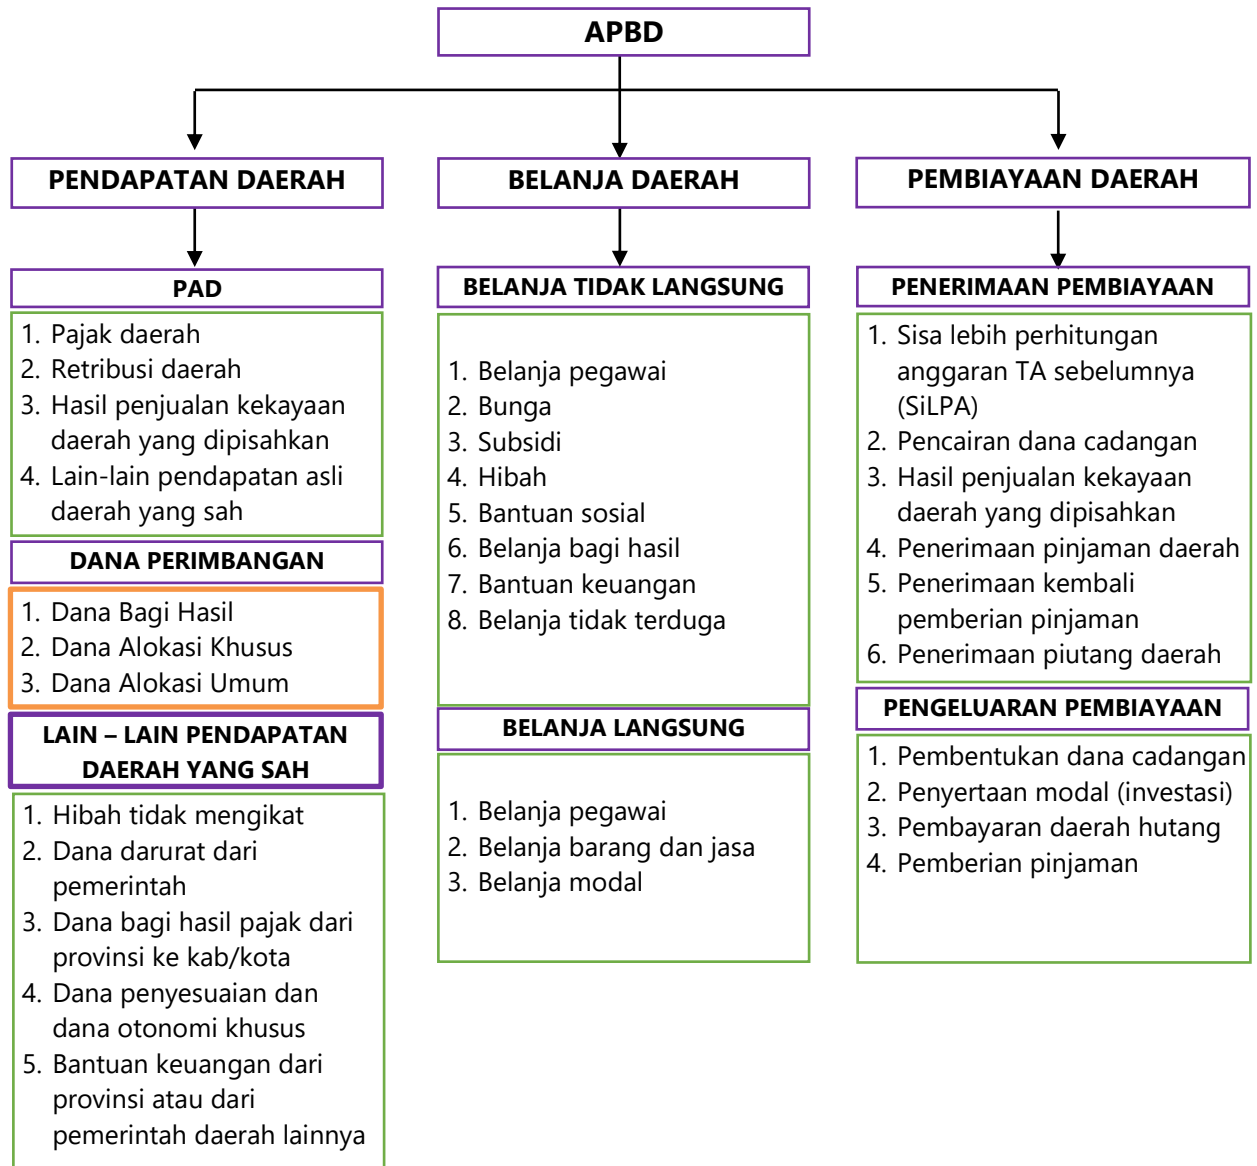 APBD
PENDAPATAN DAERAH
PAD
1. Pajak daerah
2. Retribusi daerah
3. Hasil penjualan kekayaan
daerah yang dipisahkan
4. Lain-lain pendapatan asli
daerah yang sah
DANA PERIMBANGAN
1. Dana Bagi Hasil
2. Dana Alokasi Khusus
3. Dana Alokasi Umum
LAIN – LAIN PENDAPATAN
DAERAH YANG SAH
1. Hibah tidak mengikat
2. Dana darurat dari
pemerintah
3. Dana bagi hasil pajak dari
provinsi ke kab/kota
4. Dana penyesuaian dan
dana otonomi khusus
5. Bantuan keuangan dari
provinsi atau dari
pemerintah daerah lainnya
BELANJA DAERAH
BELANJA TIDAK LANGSUNG
1. Belanja pegawai
2. Bunga
3. Subsidi
4. Hibah
5. Bantuan sosial
6. Belanja bagi hasil
7. Bantuan keuangan
8. Belanja tidak terduga
BELANJA LANGSUNG
1. Belanja pegawai
2. Belanja barang dan jasa
3. Belanja modal
PEMBIAYAAN DAERAH
PENERIMAAN PEMBIAYAAN
1. Sisa lebih perhitungan
anggaran TA sebelumnya
(SiLPA)
2. Pencairan dana cadangan
3. Hasil penjualan kekayaan
daerah yang dipisahkan
4. Penerimaan pinjaman daerah
5. Penerimaan kembali
pemberian pinjaman
6. Penerimaan piutang daerah
PENGELUARAN PEMBIAYAAN
1. Pembentukan dana cadangan
2. Penyertaan modal (investasi)
3. Pembayaran daerah hutang
4. Pemberian pinjaman